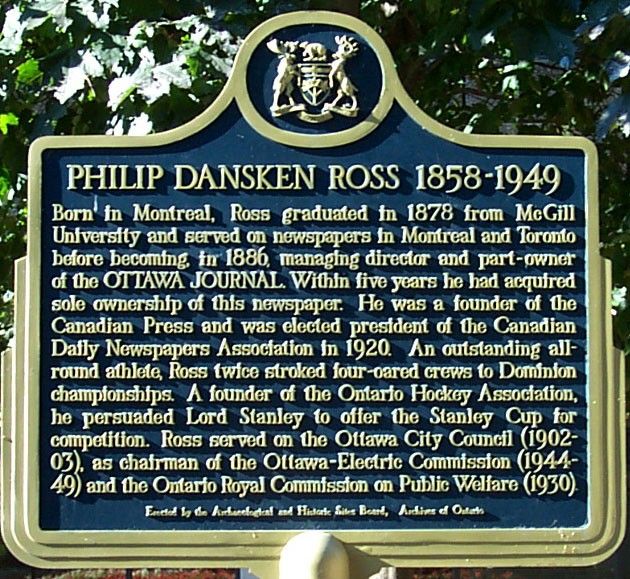 PHILIP DANSKEN ROSS 1858-1949
Born in Montreal, Ross graduated in 1878 from McGill
University and served on newspapers in Montreal and Toronto
before becoming, in 1886, managing director and part-owner
of the OTTAWA JOURNAL. Within five years he had acquired
sole ownership of this newspaper. He was a founder of the
Canadian Press and was elected president of the Canadian
Daily Newspapers Association in 1920. An outstanding all-
round athlete, Ross twice stroked four-oared crews to Dominion
championships. A founder of the Ontario Hockey Association,
he persuaded Lord Stanley to offer the Stanley Cup for
competition. Ross served on the Ottawa City Council (1902-
03), as chairman of the Ottawa-Electric Commission (1944-
49) and the Ontario Royal Commission on Public Welfare (1930)
Erected by the Archaeological and Historic Sites Board, Archives of Ontario